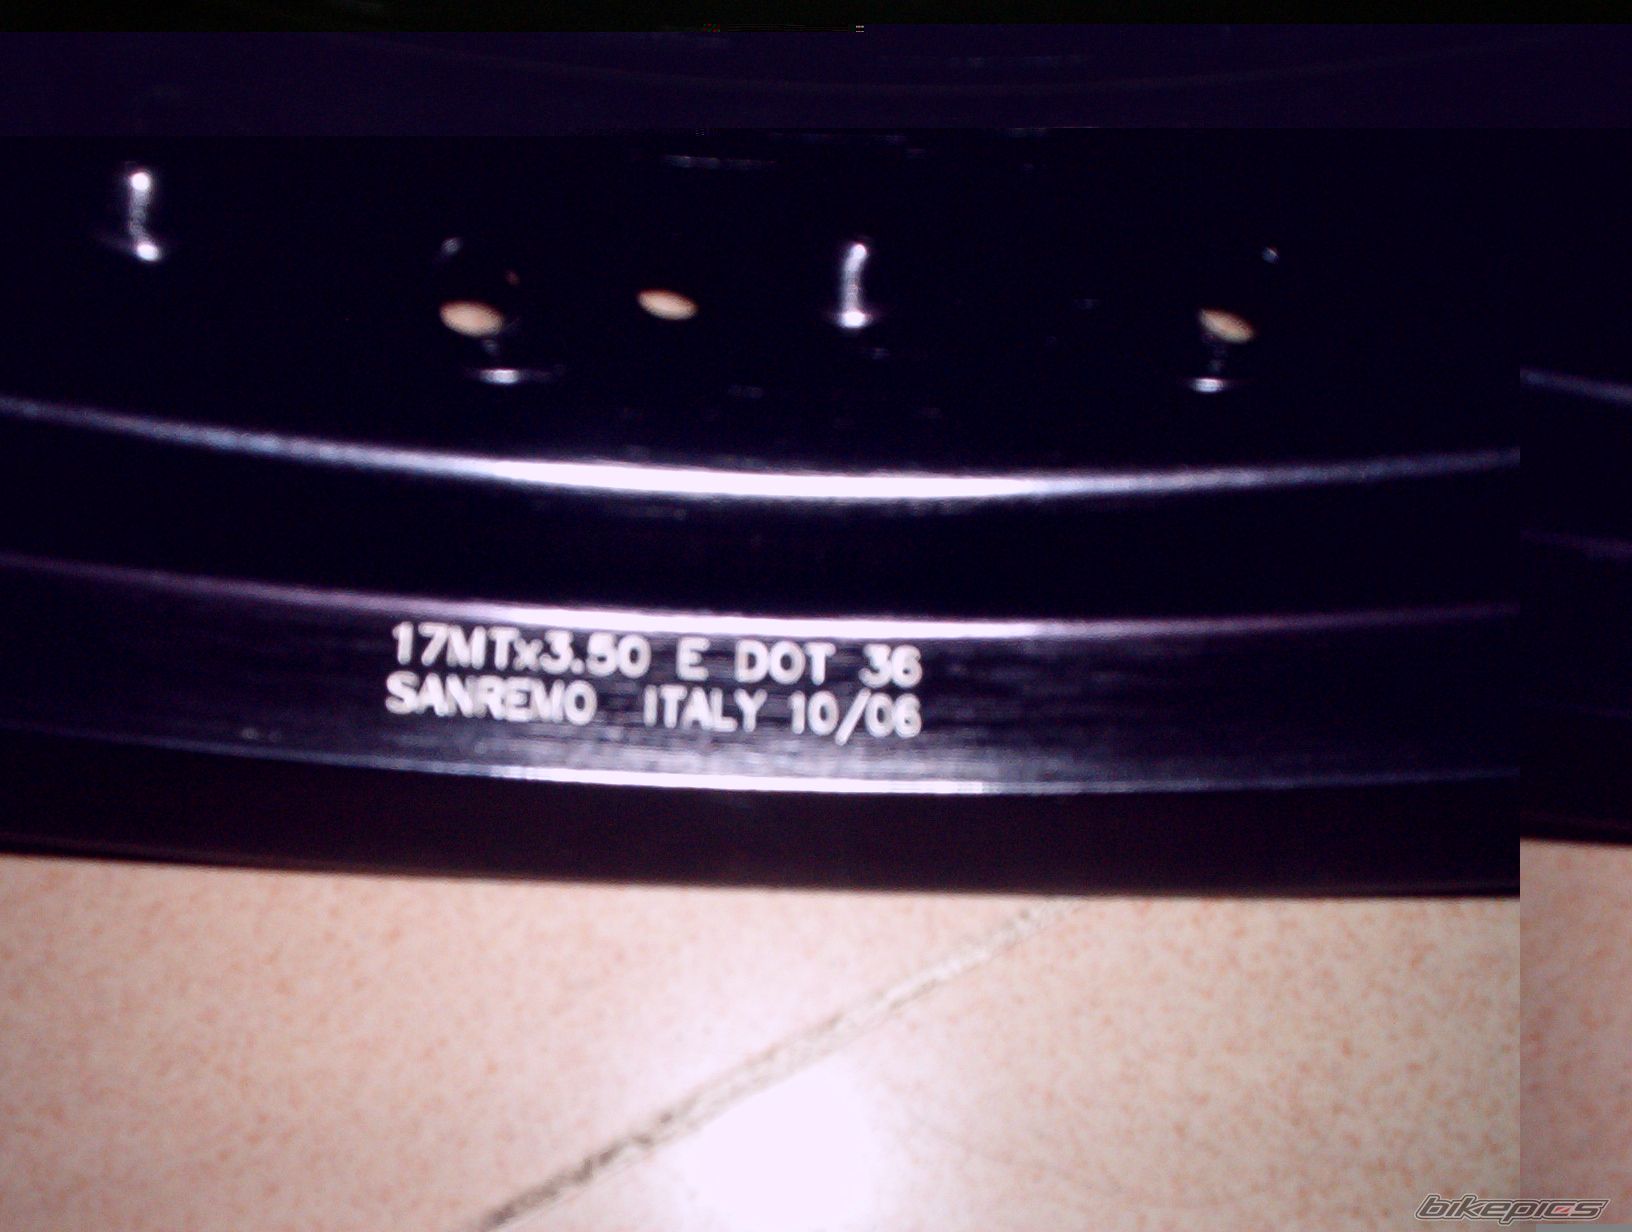 17MTx3.50 E DOT 36
SANREMO ITALY 10/06
bikepics